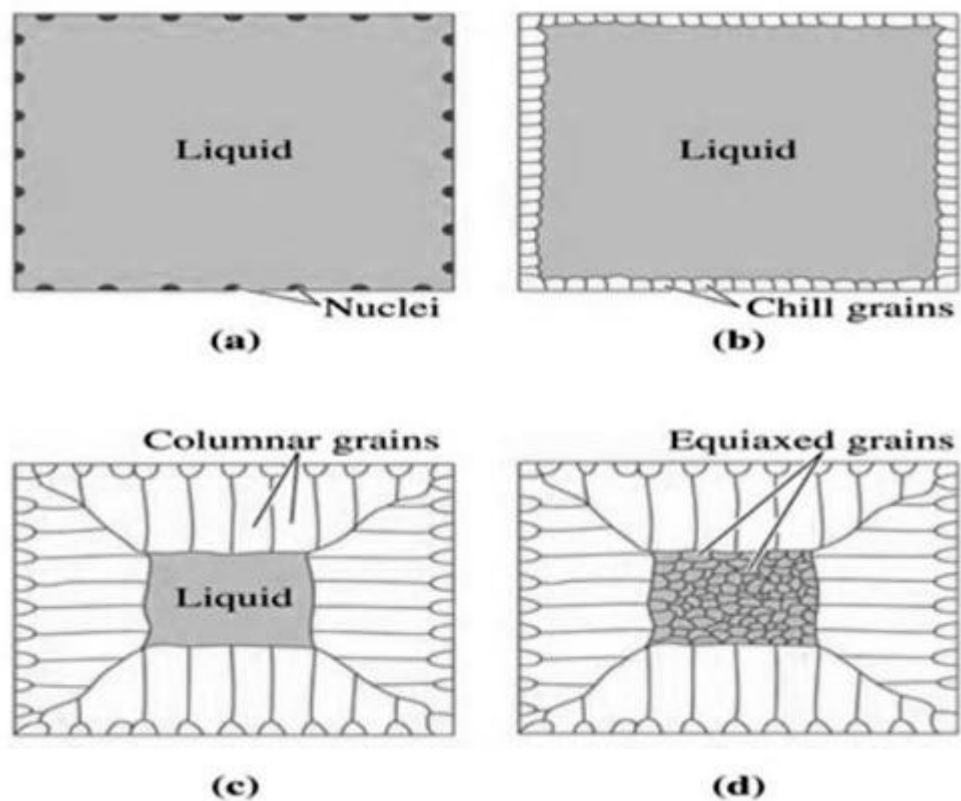 Liquid
Nuclei
(a)
Liquid
Chill grains
(b)
Columnar grains
Liquid
(c)
Equiaxed grains
(d)